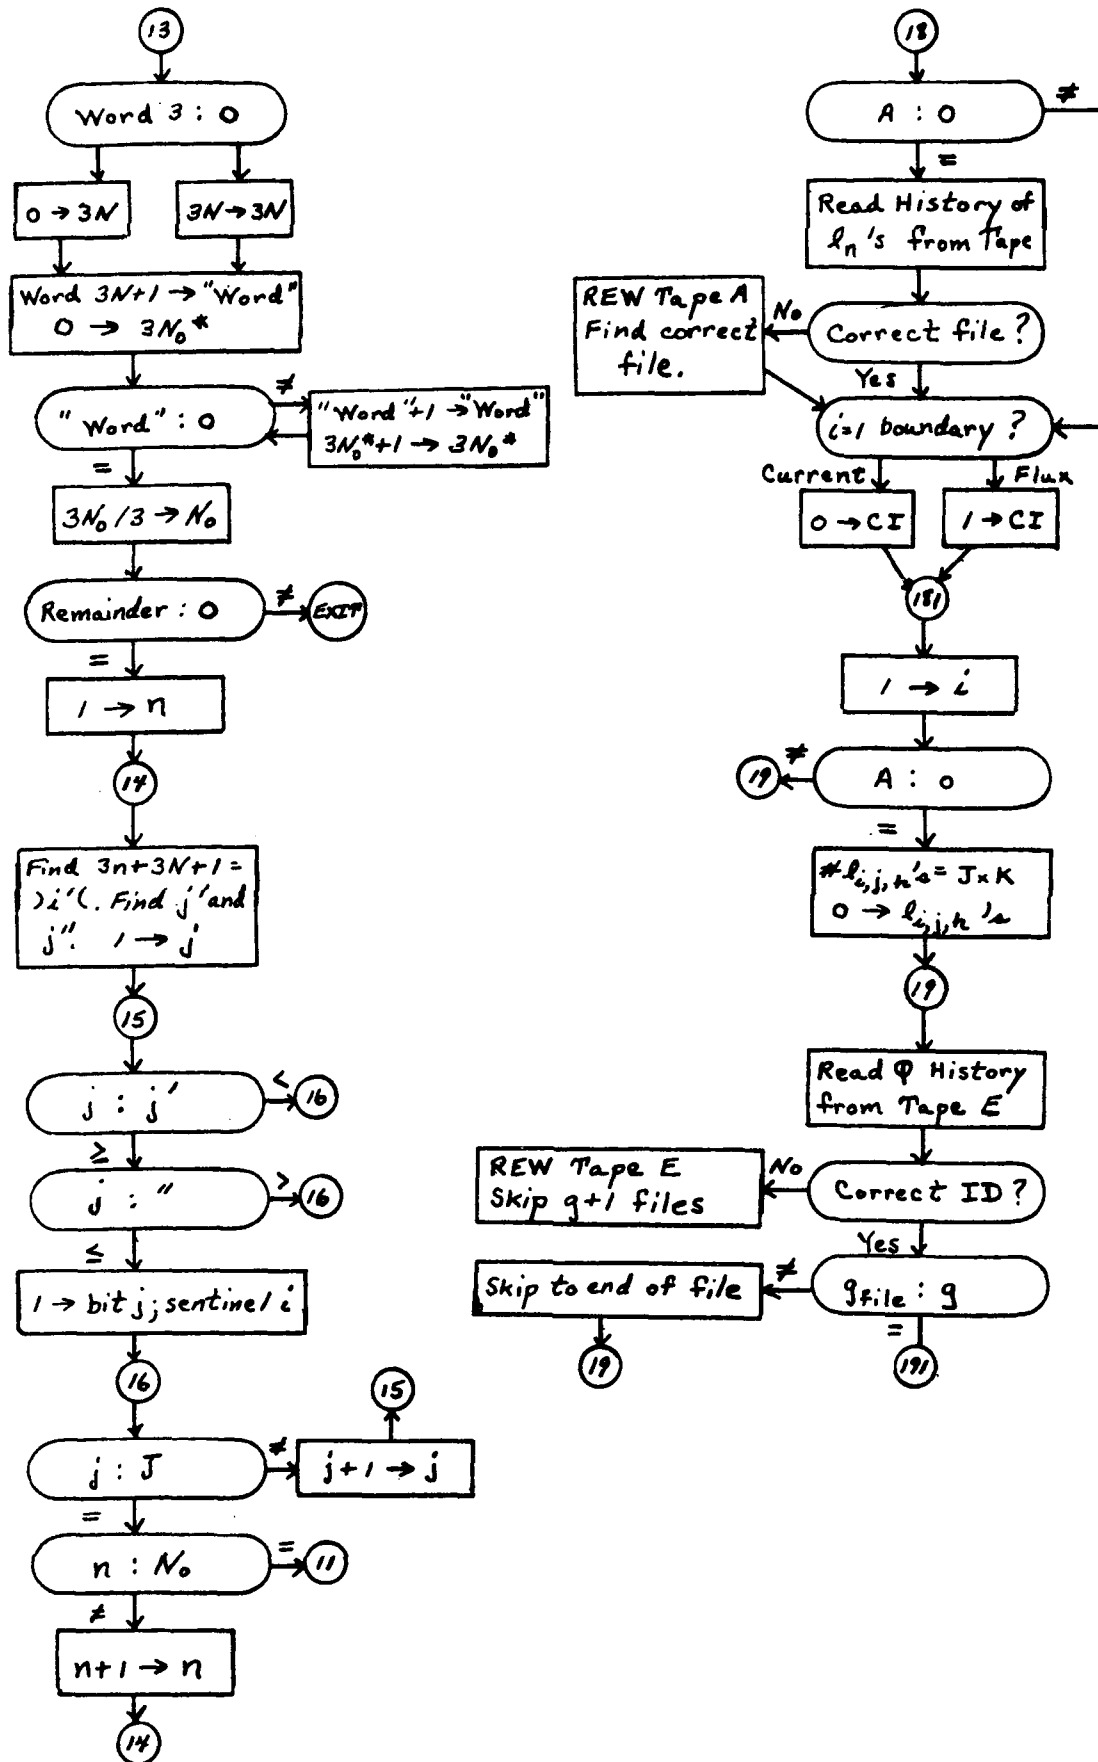 13
Word 3 : 0
0 → 3N
3N → 3N
Word 3N+1 → "Word"
0 → 3N₀*
"Word" : 0
≠
"Word"+1 → "Word"
3N₀*+1 → 3N₀*
=
3N₀/3 → N₀
Remainder : 0
≠
EXIT
=
1 → n
14
Find 3n+3N+1 =
)i'(. Find j' and
j". 1 → j
15
j : j'
<
16
≥
j : "
>
16
≤
1 → bit j; sentinel i
16
j : J
≠
j+1 → j
15
=
n : N₀
=
11
≠
n+1 → n
14
18
A : 0
≠
=
Read History of
ℓₙ's from Tape
Correct file?
No
REW Tape A
Find correct
file.
Yes
i=1 boundary ?
Current
Flux
0 → CI
1 → CI
181
1 → i
A : 0
≠
19
=
#ℓi,j,k's = J×K
0 → ℓi,j,k's
19
Read Φ History
from Tape E
Correct ID?
No
REW Tape E
Skip g+1 files
Yes
gfile : g
≠
Skip to end of file
19
=
191